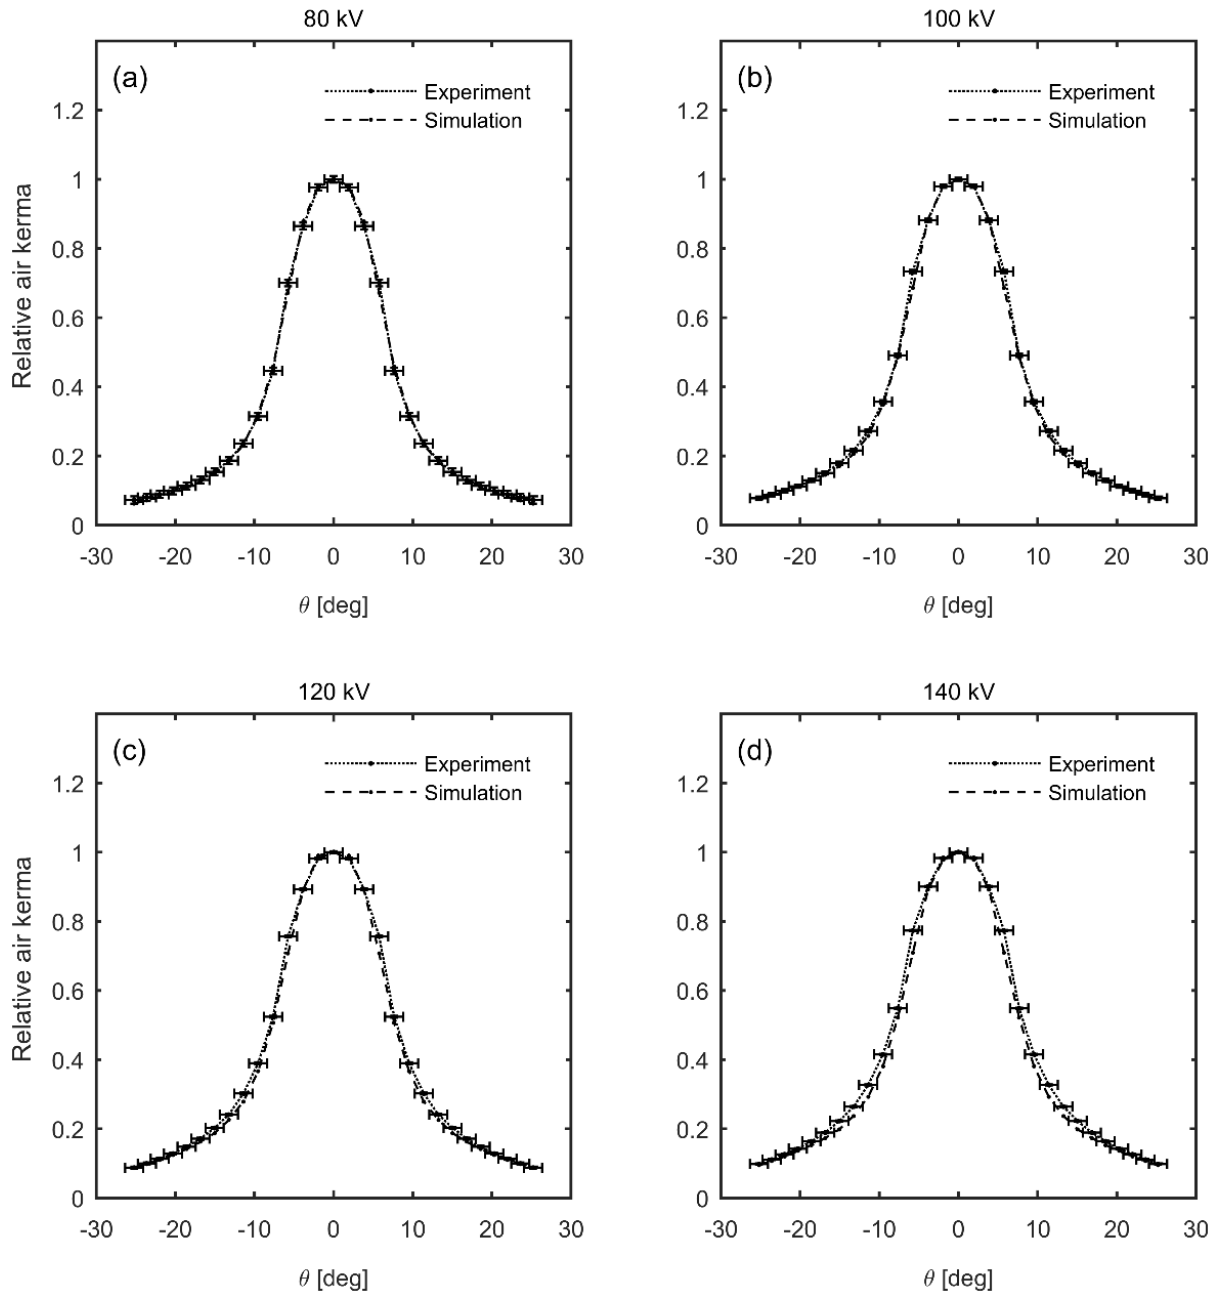 80 kV
(a)
Experiment
Simulation
1.2
1
0.8
0.6
0.4
0.2
0
Relative air kerma
-30 -20 -10 0 10 20 30
θ [deg]
100 kV
(b)
Experiment
Simulation
1.2
1
0.8
0.6
0.4
0.2
0
-30 -20 -10 0 10 20 30
θ [deg]
120 kV
(c)
Experiment
Simulation
1.2
1
0.8
0.6
0.4
0.2
0
Relative air kerma
-30 -20 -10 0 10 20 30
θ [deg]
140 kV
(d)
Experiment
Simulation
1.2
1
0.8
0.6
0.4
0.2
0
-30 -20 -10 0 10 20 30
θ [deg]